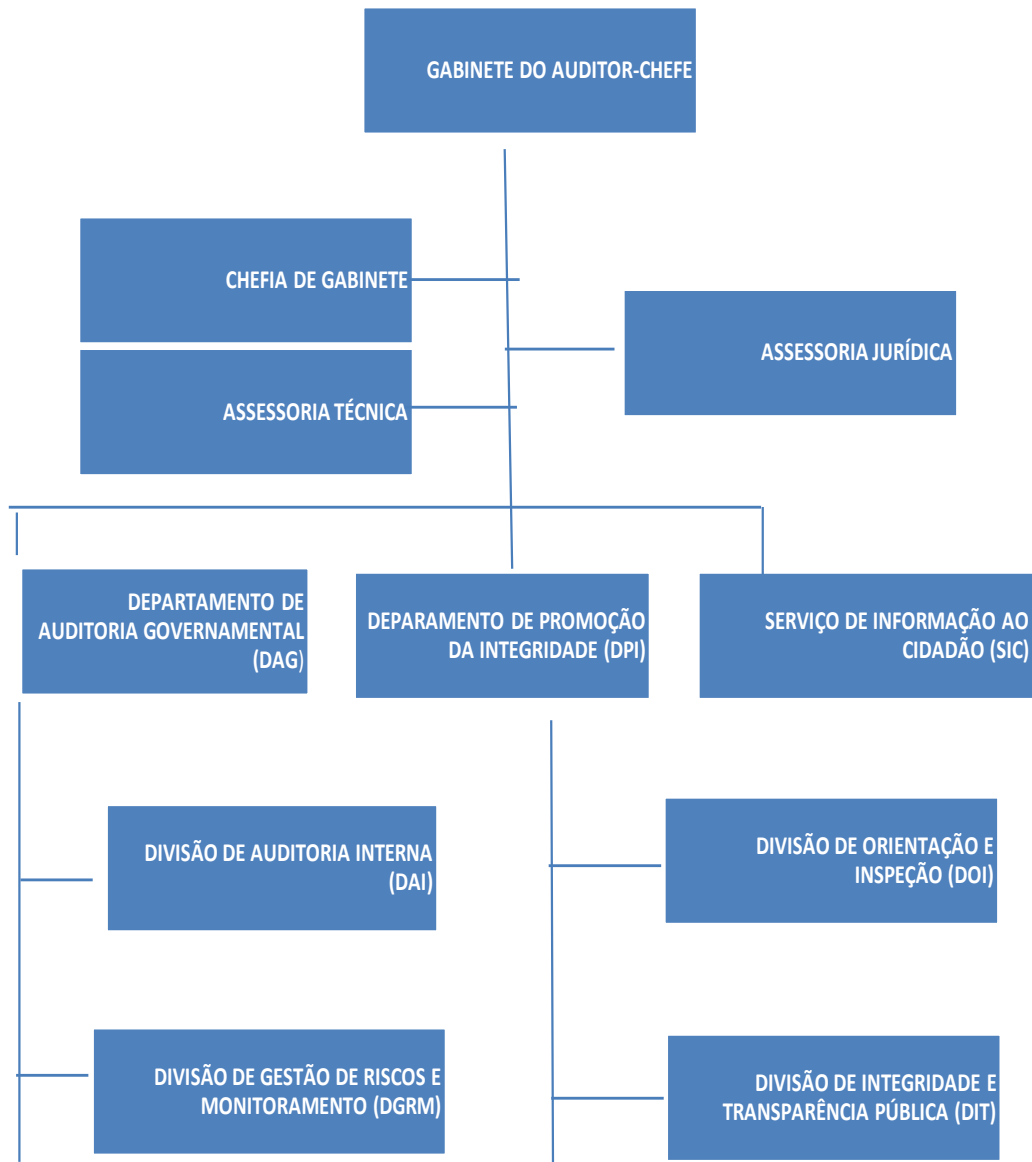 GABINETE DO AUDITOR-CHEFE
CHEFIA DE GABINETE
ASSESSORIA JURÍDICA
ASSESSORIA TÉCNICA
DEPARTAMENTO DE
AUDITORIA GOVERNAMENTAL
(DAG)
DEPARAMENTO DE PROMOÇÃO
DA INTEGRIDADE (DPI)
SERVIÇO DE INFORMAÇÃO AO
CIDADÃO (SIC)
DIVISÃO DE AUDITORIA INTERNA
(DAI)
DIVISÃO DE ORIENTAÇÃO E
INSPEÇÃO (DOI)
DIVISÃO DE GESTÃO DE RISCOS E
MONITORAMENTO (DGRM)
DIVISÃO DE INTEGRIDADE E
TRANSPARÊNCIA PÚBLICA (DIT)